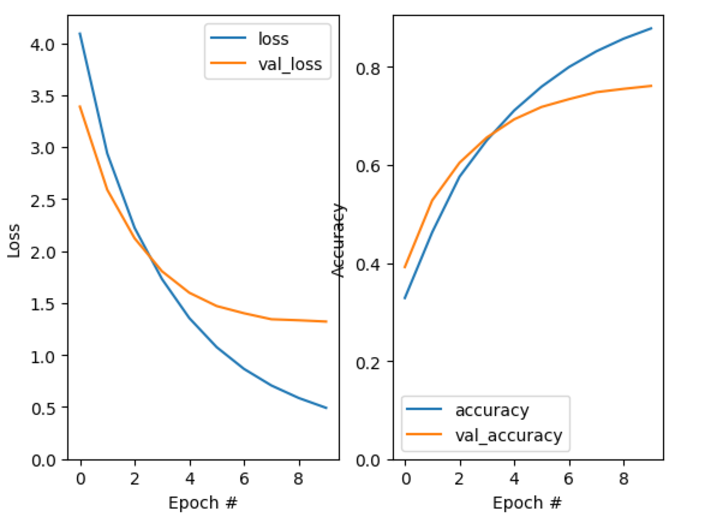 4.0
3.5
3.0
2.5
2.0
1.5
1.0
0.5
0.0
Loss
loss
val_loss
0 2 4 6 8
Epoch #
0.8
0.6
0.4
0.2
0.0
Accuracy
accuracy
val_accuracy
0 2 4 6 8
Epoch #